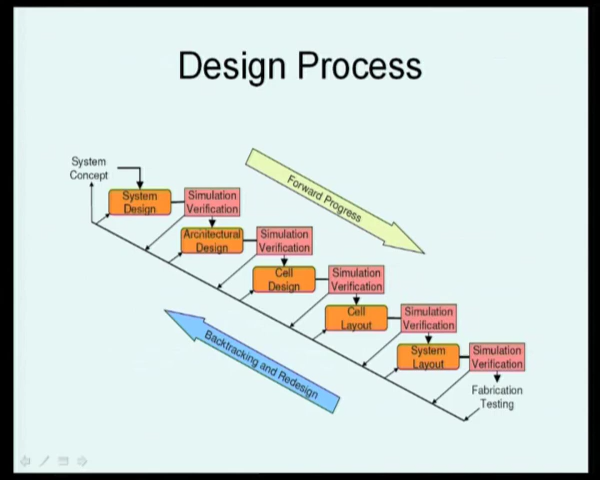 Design Process
System
Concept
Forward Progress
System
Design
Simulation
Verification
Architectural
Design
Simulation
Verification
Cell
Design
Simulation
Verification
Cell
Layout
Simulation
Verification
System
Layout
Simulation
Verification
Backtracking and Redesign
Fabrication
Testing